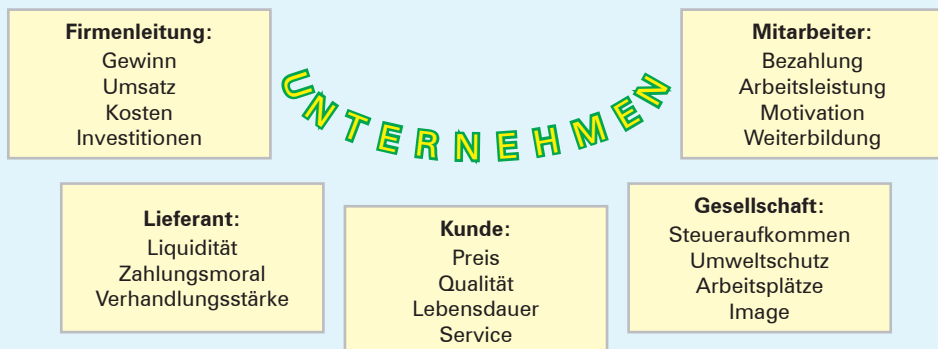 Firmenleitung:
Gewinn
Umsatz
Kosten
Investitionen
UNTERNEHMEN
Mitarbeiter:
Bezahlung
Arbeitsleistung
Motivation
Weiterbildung
Lieferant:
Liquidität
Zahlungsmoral
Verhandlungsstärke
Kunde:
Preis
Qualität
Lebensdauer
Service
Gesellschaft:
Steueraufkommen
Umweltschutz
Arbeitsplätze
Image